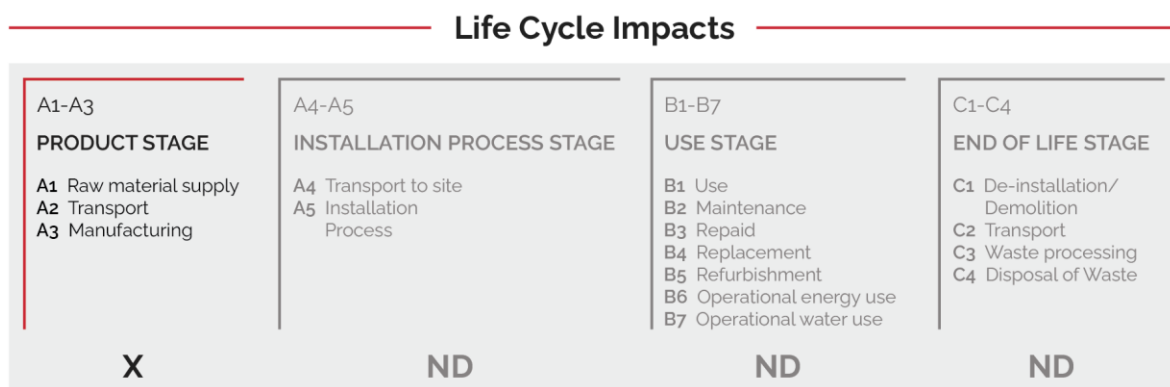 Life Cycle Impacts
A1-A3
PRODUCT STAGE
A1 Raw material supply
A2 Transport
A3 Manufacturing
X
A4-A5
INSTALLATION PROCESS STAGE
A4 Transport to site
A5 Installation
Process
ND
B1-B7
USE STAGE
B1 Use
B2 Maintenance
B3 Repaid
B4 Replacement
B5 Refurbishment
B6 Operational energy use
B7 Operational water use
ND
C1-C4
END OF LIFE STAGE
C1 De-installation/
Demolition
C2 Transport
C3 Waste processing
C4 Disposal of Waste
ND